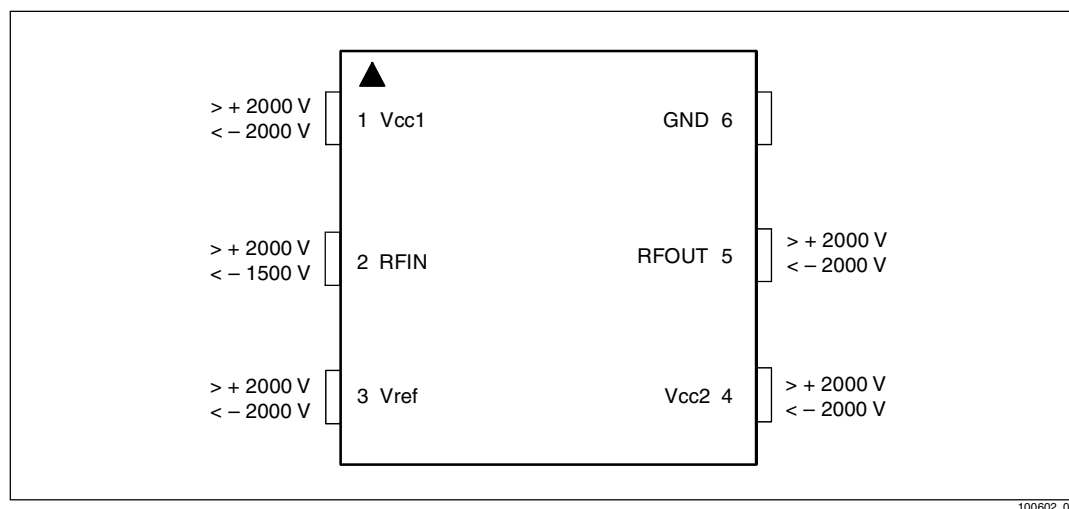 > + 2000 V
< – 2000 V
1 Vcc1
GND 6
> + 2000 V
< – 1500 V
2 RFIN
RFOUT 5
> + 2000 V
< – 2000 V
> + 2000 V
< – 2000 V
3 Vref
Vcc2 4
> + 2000 V
< – 2000 V